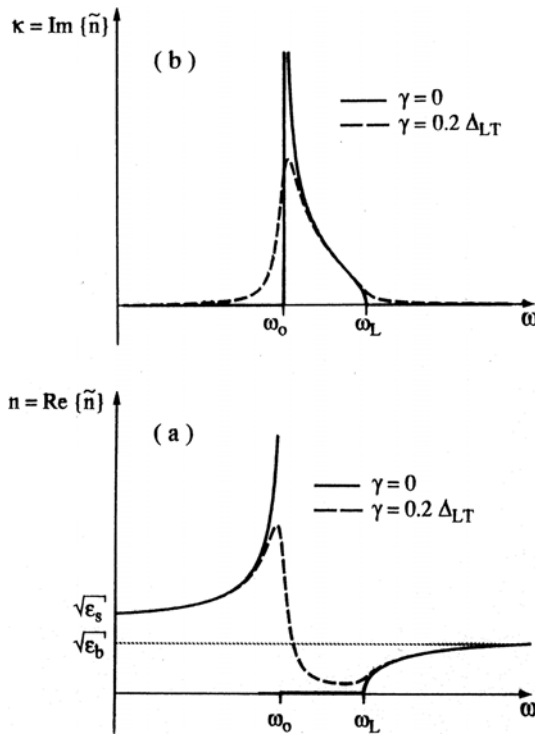 κ = Im {ñ}
( b )
γ = 0
γ = 0.2 Δ_LT
ω_o
ω_L
ω
n = Re {ñ}
( a )
γ = 0
γ = 0.2 Δ_LT
√ε_s
√ε_b
ω_o
ω_L
ω